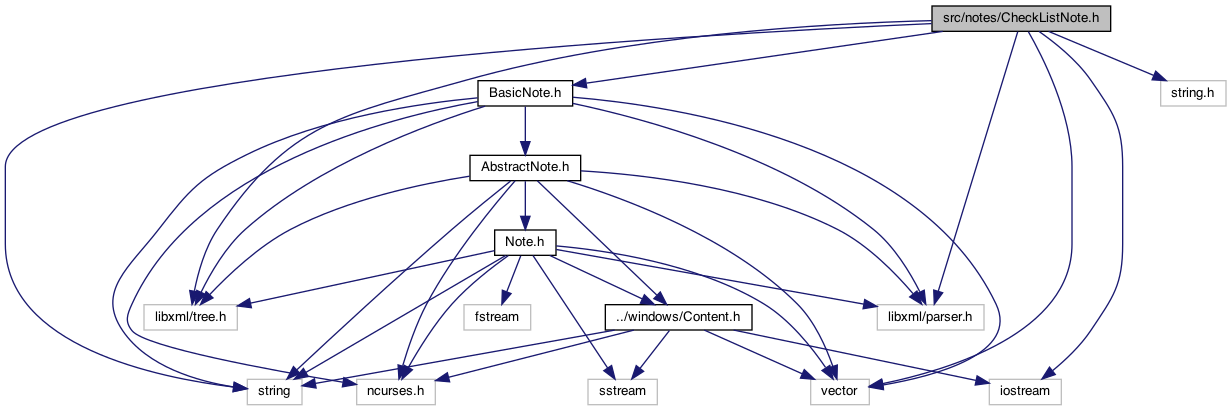 src/notes/CheckListNote.h
BasicNote.h
string.h
AbstractNote.h
Note.h
libxml/tree.h
fstream
../windows/Content.h
libxml/parser.h
string
ncurses.h
sstream
vector
iostream